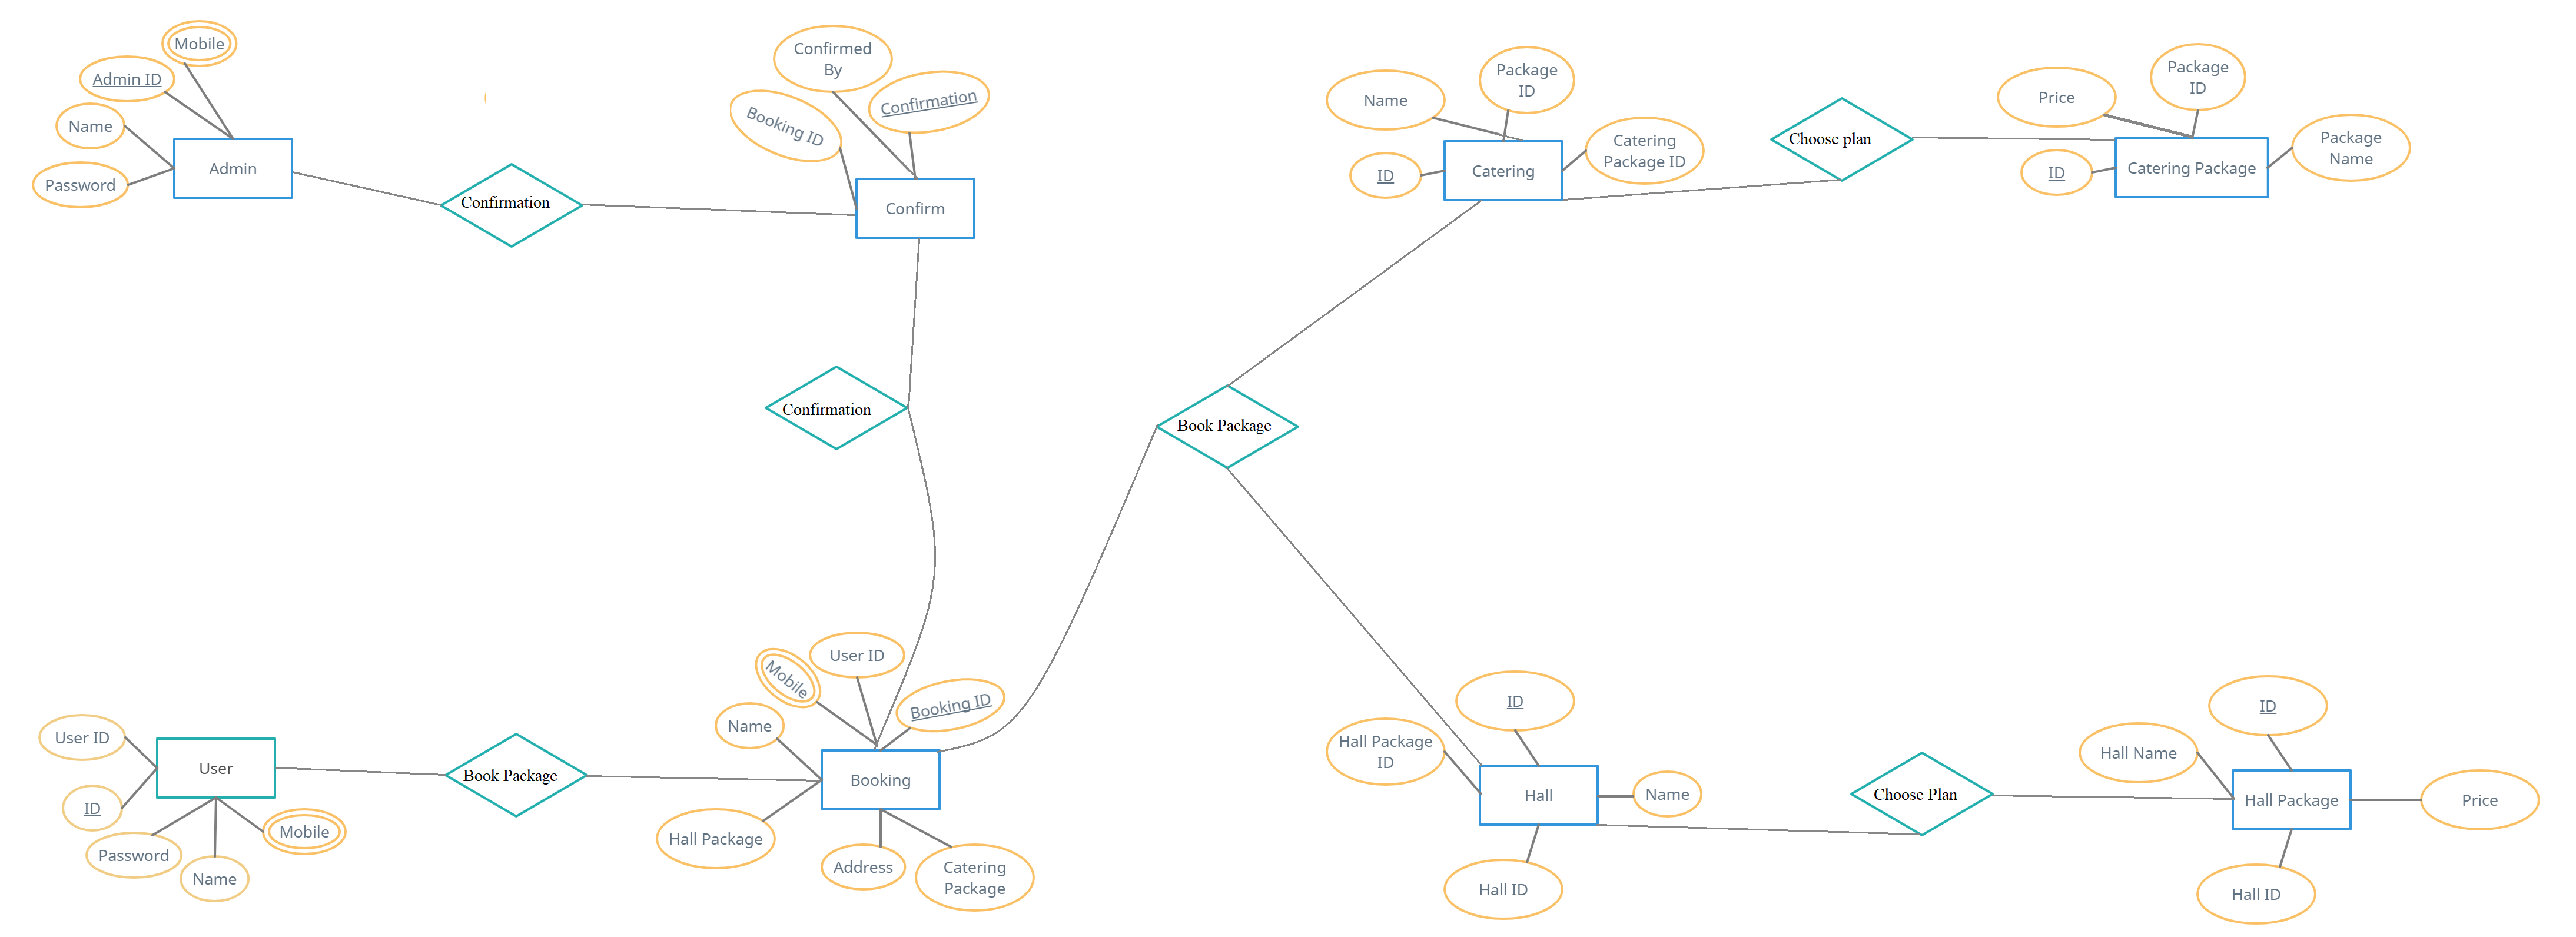 Mobile
Admin ID
Name
Password
Admin
Confirmation
Confirmed
By
Confirmation
Booking ID
Confirm
Confirmation
Name
Package
ID
Catering
Package ID
ID
Catering
Choose plan
Price
Package
ID
Package
Name
ID
Catering Package
Book Package
User ID
ID
Password
Name
Mobile
User
Book Package
Mobile
User ID
Booking ID
Name
Booking
Hall Package
Address
Catering
Package
ID
Hall Package
ID
Hall
Name
Hall ID
Choose Plan
ID
Hall Name
Hall Package
Price
Hall ID